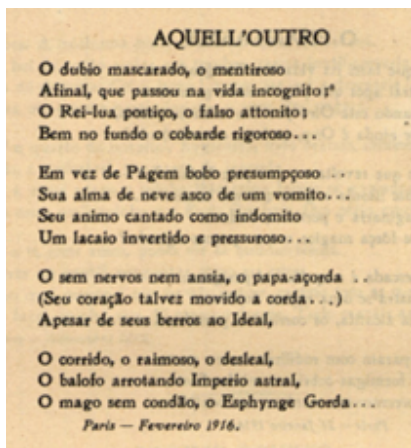 AQUELL'OUTRO
O dubio mascarado, o mentiroso
Afinal, que passou na vida incognito;
O Rei-lua postiço, o falso attonito;
Bem no fundo o cobarde rigoroso...
Em vez de Págem bobo presumpçoso...
Sua alma de neve asco de um vomito...
Seu animo cantado como indomito
Um lacaio invertido e pressuroso...
O sem nervos nem ansia, o papa-açorda . .
(Seu coração talvez movido a corda...)
Apesar de seus berros ao Ideal,
O corrido, o raimoso, o desleal,
O balofo arrotando Imperio astral,
O mago sem condão, o Esphynge Gorda...
Paris — Fevereiro 1916.